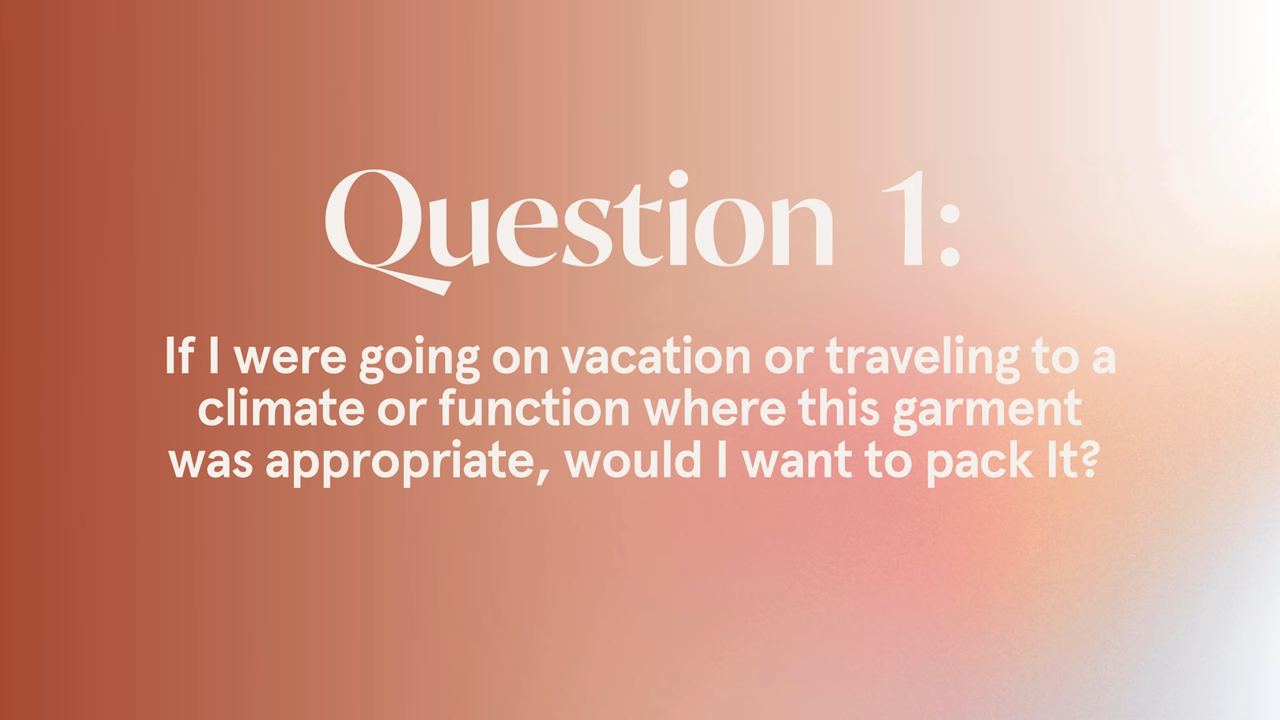 Question 1:
If I were going on vacation or traveling to a
climate or function where this garment
was appropriate, would I want to pack It?